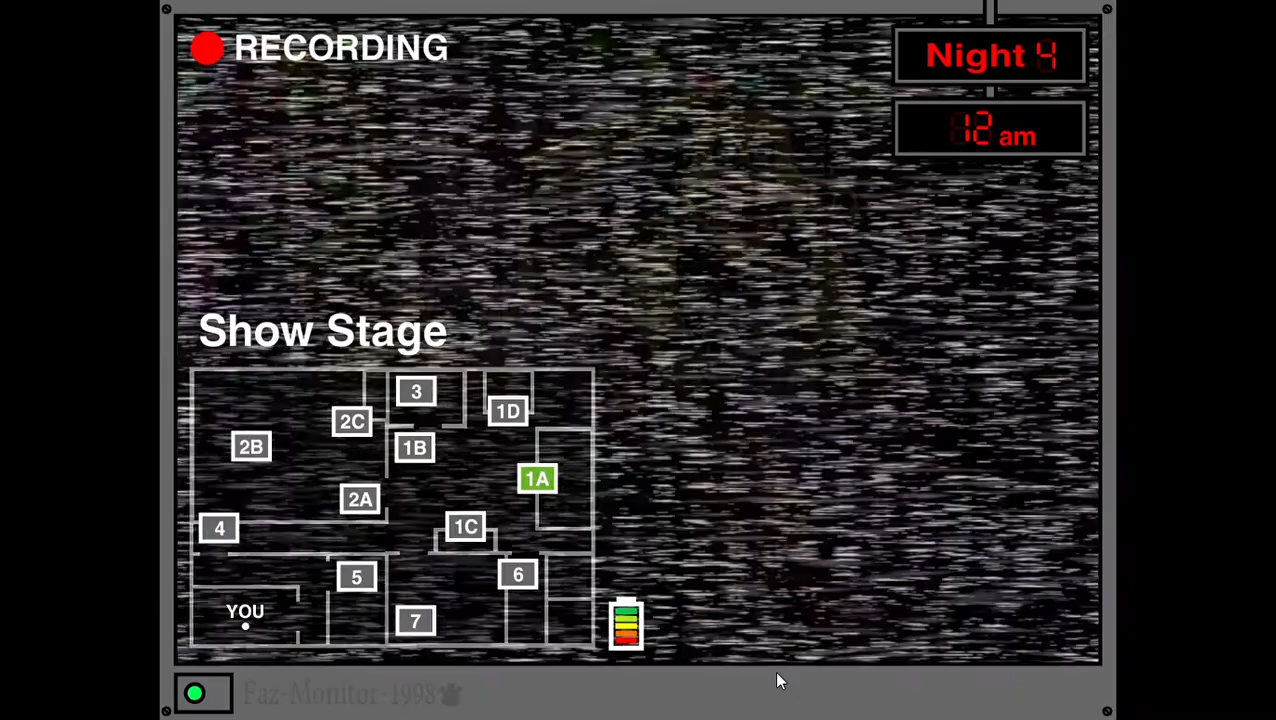 RECORDING
Night 4
12 am
Show Stage
3
1D
2C
2B
1B
1A
2A
1C
4
5
6
YOU
7
Faz-Monitor-1998